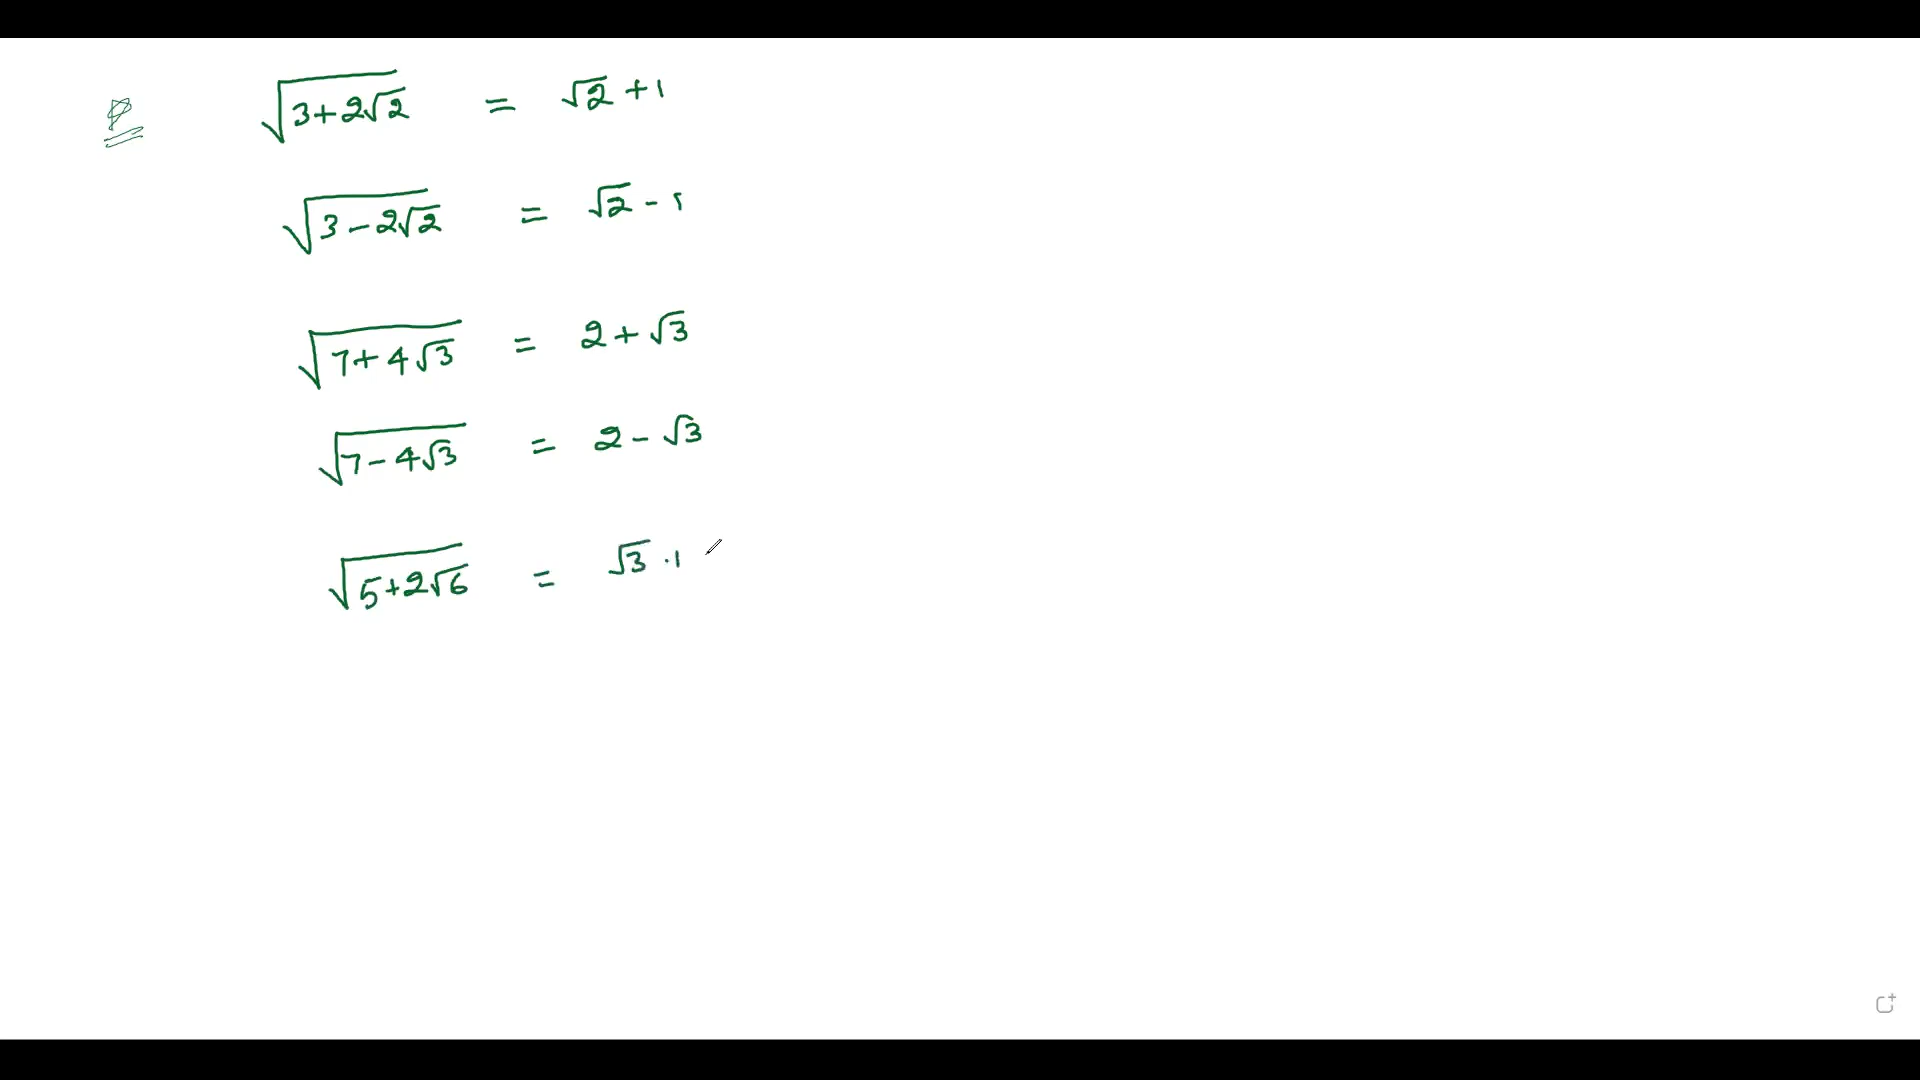 √(3+2√2) = √2 + 1
√(3-2√2) = √2 - 1
√(7+4√3) = 2 + √3
√(7-4√3) = 2 - √3
√(5+2√6) = √3